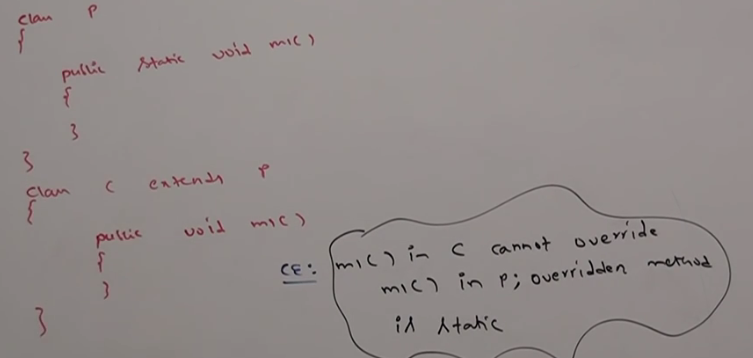 class P
{
public static void m1()
{
}
}
class C extends P
{
public void m1()
{
}
}
CE: m1() in C cannot override
m1() in P; overridden method
is static